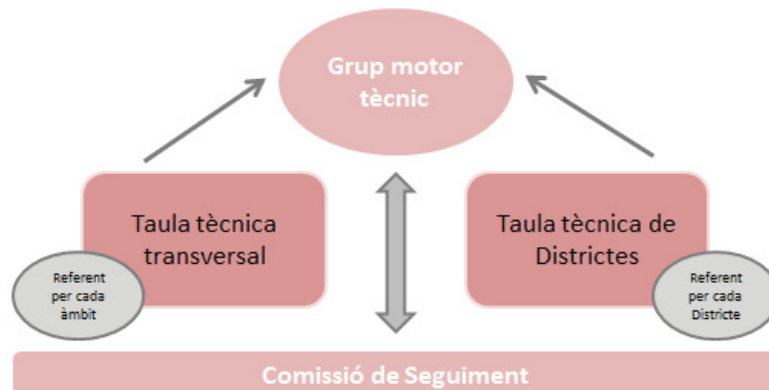 Grup motor
tècnic
Taula tècnica
transversal
Referent
per cada
àmbit
Taula tècnica de
Districtes
Referent
per cada
Districte
Comissió de Seguiment